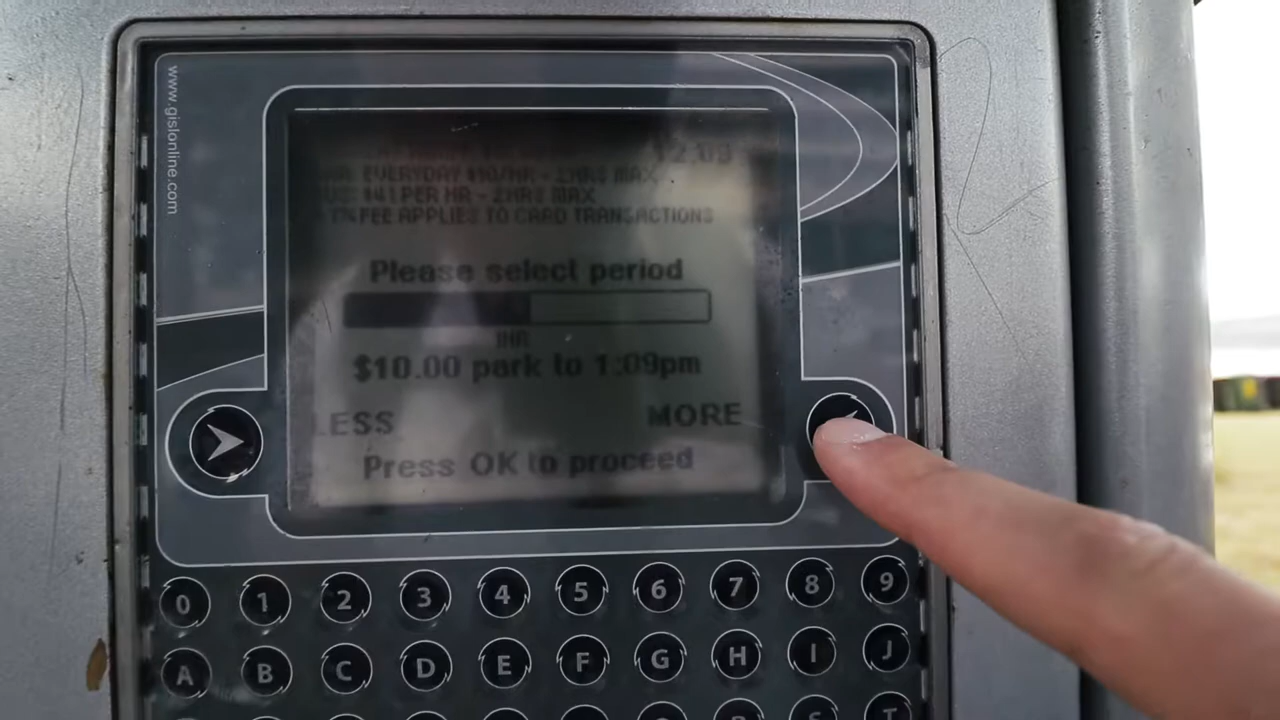 www.gislonline.com
12:09
EVERYDAY $10/HR - 2HRS MAX
$41 PER HR - 2HRS MAX
FEE APPLIES TO CARD TRANSACTIONS
Please select period
1HR
$10.00 park to 1:09pm
LESS MORE
Press OK to proceed
0 1 2 3 4 5 6 7 8 9
A B C D E F G H I J